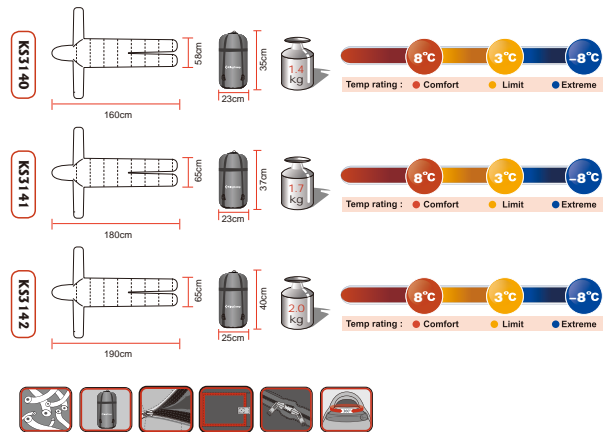 KS3140
58cm
160cm
35cm
23cm
1.4
kg
8°C
3°C
-8°C
Temp rating : Comfort Limit Extreme
KS3141
65cm
180cm
37cm
23cm
1.7
kg
8°C
3°C
-8°C
Temp rating : Comfort Limit Extreme
KS3142
65cm
190cm
40cm
25cm
2.0
kg
8°C
3°C
-8°C
Temp rating : Comfort Limit Extreme